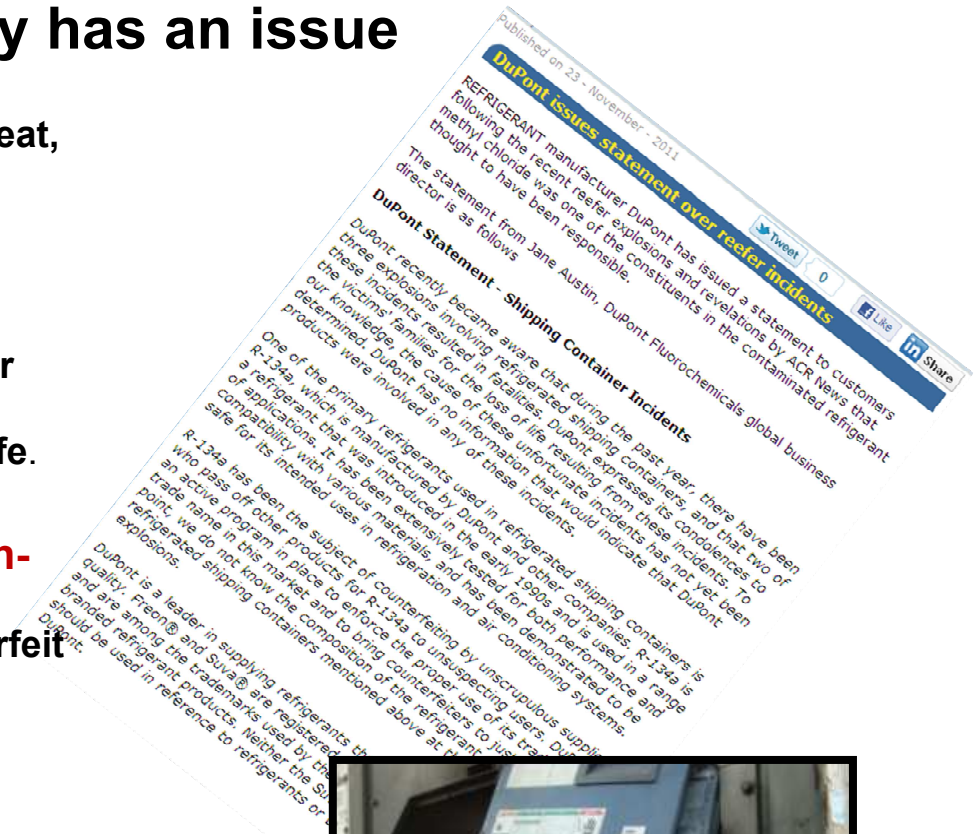 y has an issue
eat,
r
fe.
n-
rfeit
Published on 23 - November - 2011
DuPont issues statement over reefer incidents
Tweet
0
Like
in Share
REFRIGERANT manufacturer DuPont has issued a statement to customers
following the recent reefer explosions and revelations by ACR News that
methyl chloride was one of the constituents in the contaminated refrigerant
thought to have been responsible.
The statement from Jane Austin, DuPont Fluorochemicals global business
director is as follows
DuPont Statement - Shipping Container Incidents
DuPont recently became aware that during the past year, there have been
three explosions involving refrigerated shipping containers, and that two of
these incidents resulted in fatalities. DuPont expresses its condolences to
the victims' families for the loss of life resulting from these incidents. To
our knowledge, the cause of these unfortunate incidents has not yet been
determined. DuPont has no information that would indicate that DuPont
products were involved in any of these incidents.
One of the primary refrigerants used in refrigerated shipping containers is
R-134a, which is manufactured by DuPont and other companies. R-134a is
a refrigerant that was introduced in the early 1990s and is used in a range
of applications. It has been extensively tested for both performance and
compatibility with various materials, and has been demonstrated to be
safe for its intended uses in refrigeration and air conditioning systems.
R-134a has been the subject of counterfeiting by unscrupulous supplie
who pass off other products for R-134a to unsuspecting users. Du
an active program in place to enforce the proper use of its trad
trade name in this market and to bring counterfeiters to jus
point, we do not know the composition of the refrigerant
refrigerated shipping containers mentioned above at th
explosions.
DuPont is a leader in supplying refrigerants th
quality. Freon® and Suva® are registered
and are among the trademarks used by the
branded refrigerant products. Neither the Su
should be used in reference to refrigerants or
DuPont.